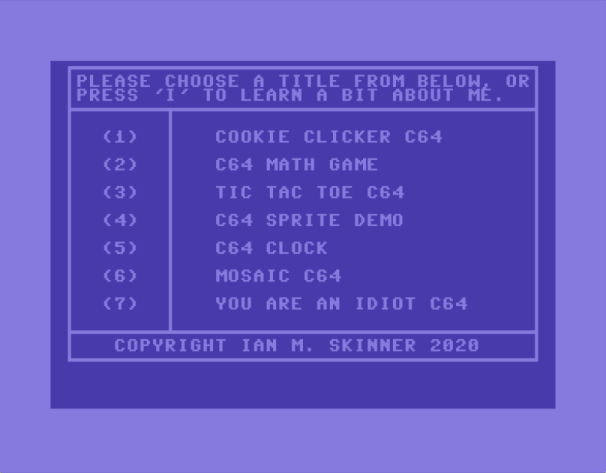 PLEASE CHOOSE A TITLE FROM BELOW, OR
PRESS 'I' TO LEARN A BIT ABOUT ME.
(1) COOKIE CLICKER C64
(2) C64 MATH GAME
(3) TIC TAC TOE C64
(4) C64 SPRITE DEMO
(5) C64 CLOCK
(6) MOSAIC C64
(7) YOU ARE AN IDIOT C64
COPYRIGHT IAN M. SKINNER 2020